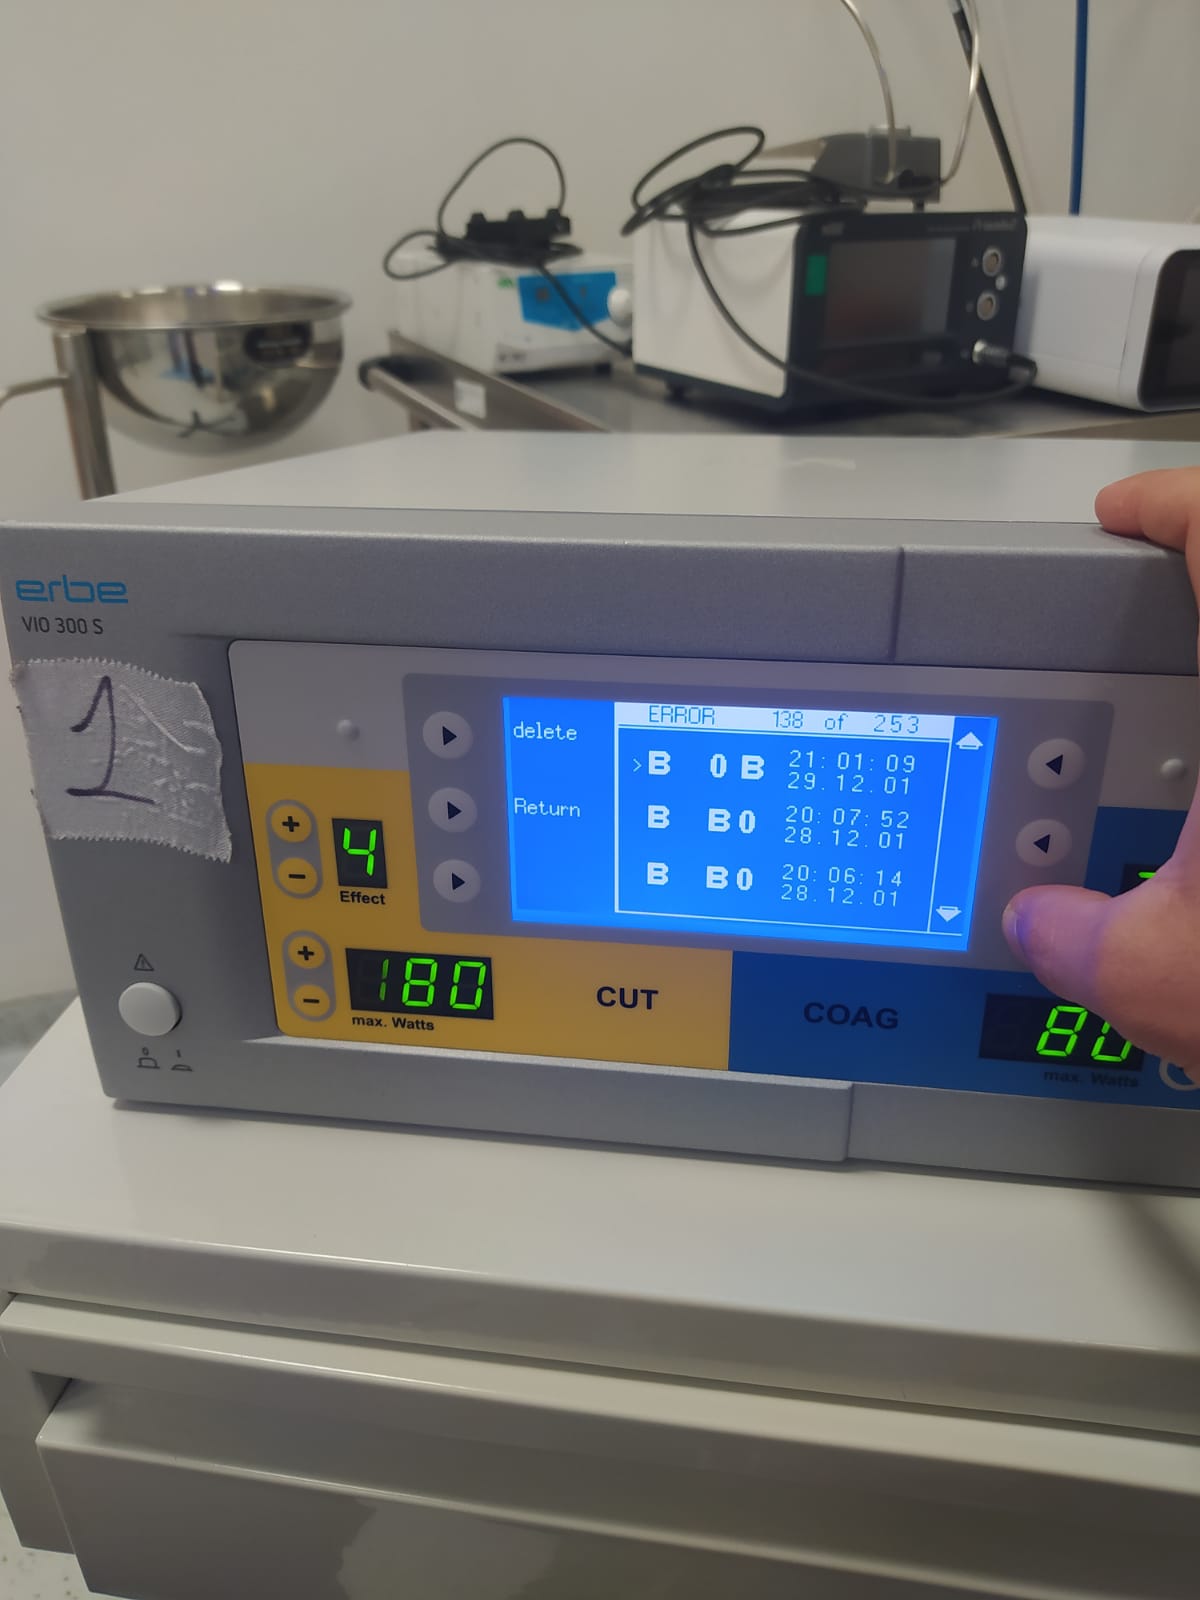 erbe
VIO 300 S
1
delete
Return
ERROR 138 of 253
>B 0 B 21:01:09
29.12.01
B B0 20:07:52
28.12.01
B B0 20:06:14
28.12.01
+
4
−
Effect
+
180
−
max. Watts
CUT
COAG
80
max. Watts